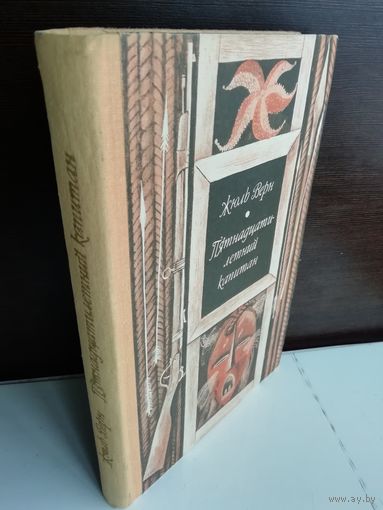 Жюль Верн
Пятнадцати-
летний
капитан
Жюль Верн Пятнадцатилетний капитан
www.ay.by